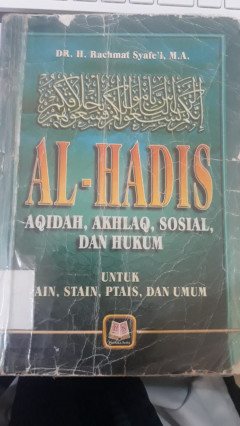 DR. H. Rachmat Syafe'i, M.A.
AL-HADIS
AQIDAH, AKHLAQ, SOSIAL,
DAN HUKUM
UNTUK
AIN, STAIN, PTAIS, DAN UMUM